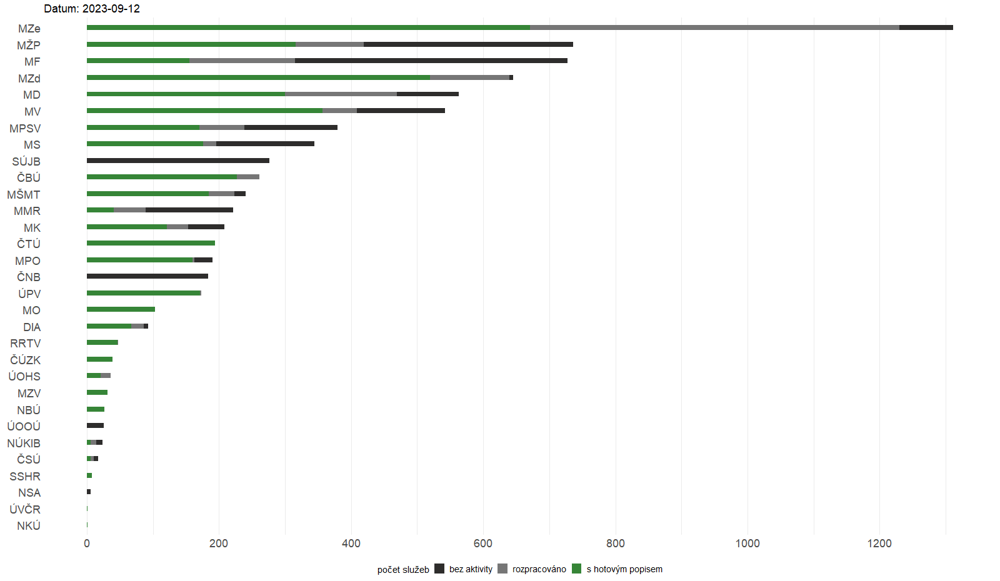 Datum: 2023-09-12
MZe
MŽP
MF
MZd
MD
MV
MPSV
MS
SÚJB
ČBÚ
MŠMT
MMR
MK
ČTÚ
MPO
ČNB
ÚPV
MO
DIA
RRTV
ČÚZK
ÚOHS
MZV
NBÚ
ÚOOÚ
NÚKIB
ČSÚ
SSHR
NSA
ÚVČR
NKÚ
0 200 400 600 800 1000 1200
počet služeb bez aktivity rozpracováno s hotovým popisem